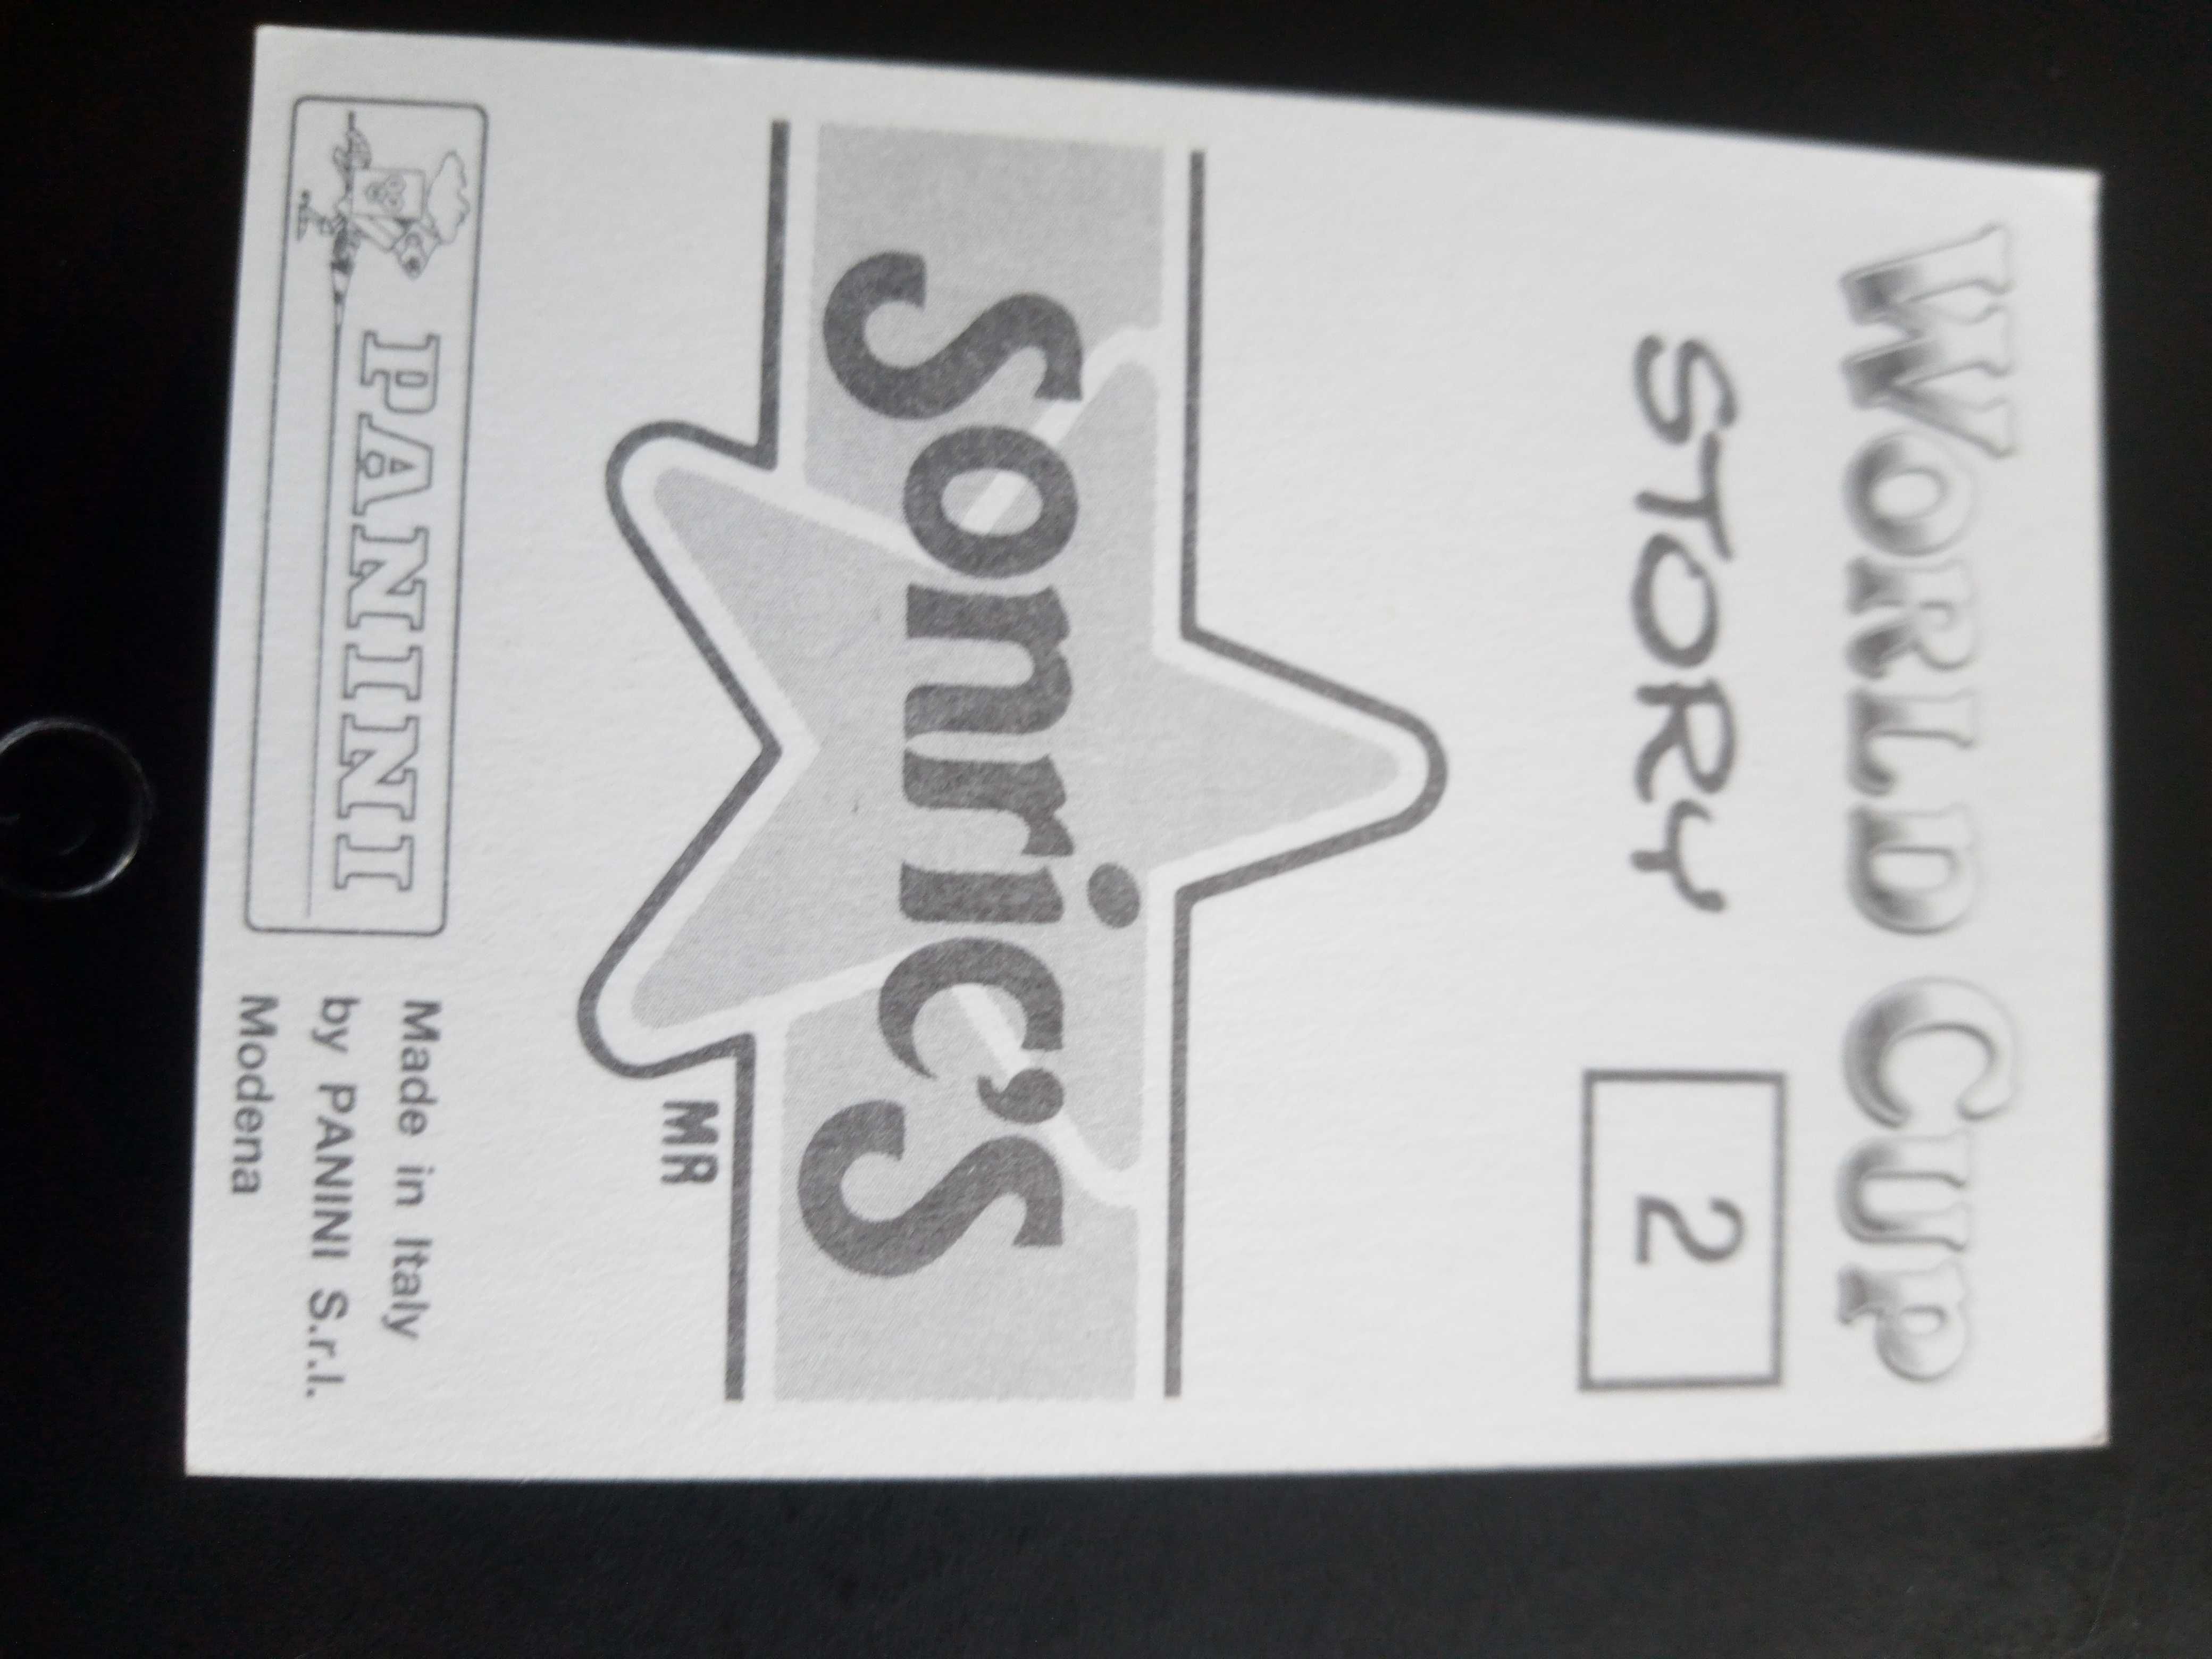 WORLD CUP
STORY 2
Sonric's
MR
PANINI
Made in Italy
by PANINI S.r.l.
Modena